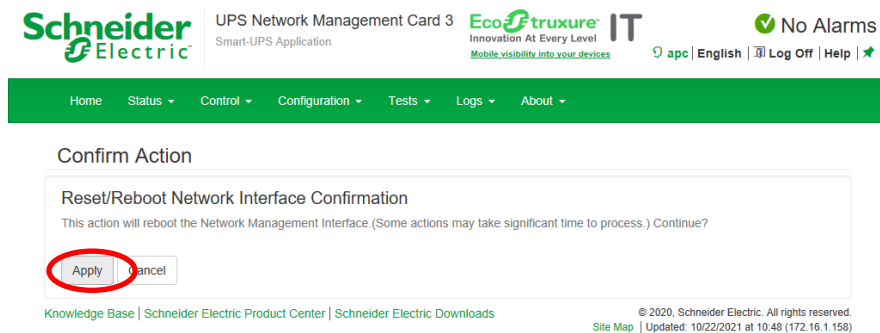 Schneider Electric
UPS Network Management Card 3
Smart-UPS Application
EcoStruxure IT
Innovation At Every Level
Mobile visibility into your devices
No Alarms
apc | English | Log Off | Help |
Home Status Control Configuration Tests Logs About
Confirm Action
Reset/Reboot Network Interface Confirmation
This action will reboot the Network Management Interface.(Some actions may take significant time to process.) Continue?
Apply Cancel
Knowledge Base | Schneider Electric Product Center | Schneider Electric Downloads
© 2020, Schneider Electric. All rights reserved.
Site Map | Updated: 10/22/2021 at 10:48 (172.16.1.158)